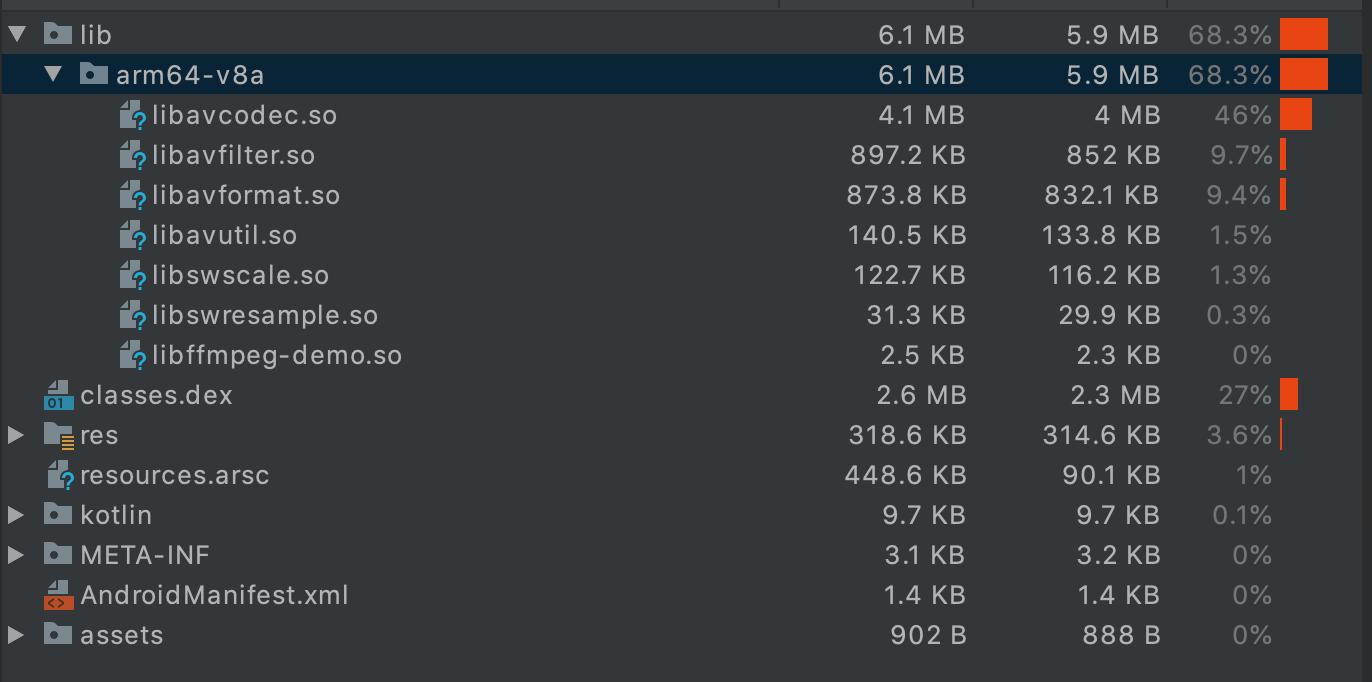 lib 6.1 MB 5.9 MB 68.3%
arm64-v8a 6.1 MB 5.9 MB 68.3%
libavcodec.so 4.1 MB 4 MB 46%
libavfilter.so 897.2 KB 852 KB 9.7%
libavformat.so 873.8 KB 832.1 KB 9.4%
libavutil.so 140.5 KB 133.8 KB 1.5%
libswscale.so 122.7 KB 116.2 KB 1.3%
libswresample.so 31.3 KB 29.9 KB 0.3%
libffmpeg-demo.so 2.5 KB 2.3 KB 0%
01 classes.dex 2.6 MB 2.3 MB 27%
res 318.6 KB 314.6 KB 3.6%
resources.arsc 448.6 KB 90.1 KB 1%
kotlin 9.7 KB 9.7 KB 0.1%
META-INF 3.1 KB 3.2 KB 0%
AndroidManifest.xml 1.4 KB 1.4 KB 0%
assets 902 B 888 B 0%